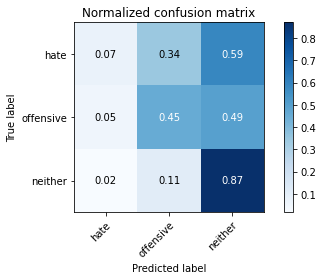 Normalized confusion matrix
True label
hate
0.07 0.34 0.59
offensive
0.05 0.45 0.49
neither
0.02 0.11 0.87
hate
offensive
neither
Predicted label
0.8
0.7
0.6
0.5
0.4
0.3
0.2
0.1